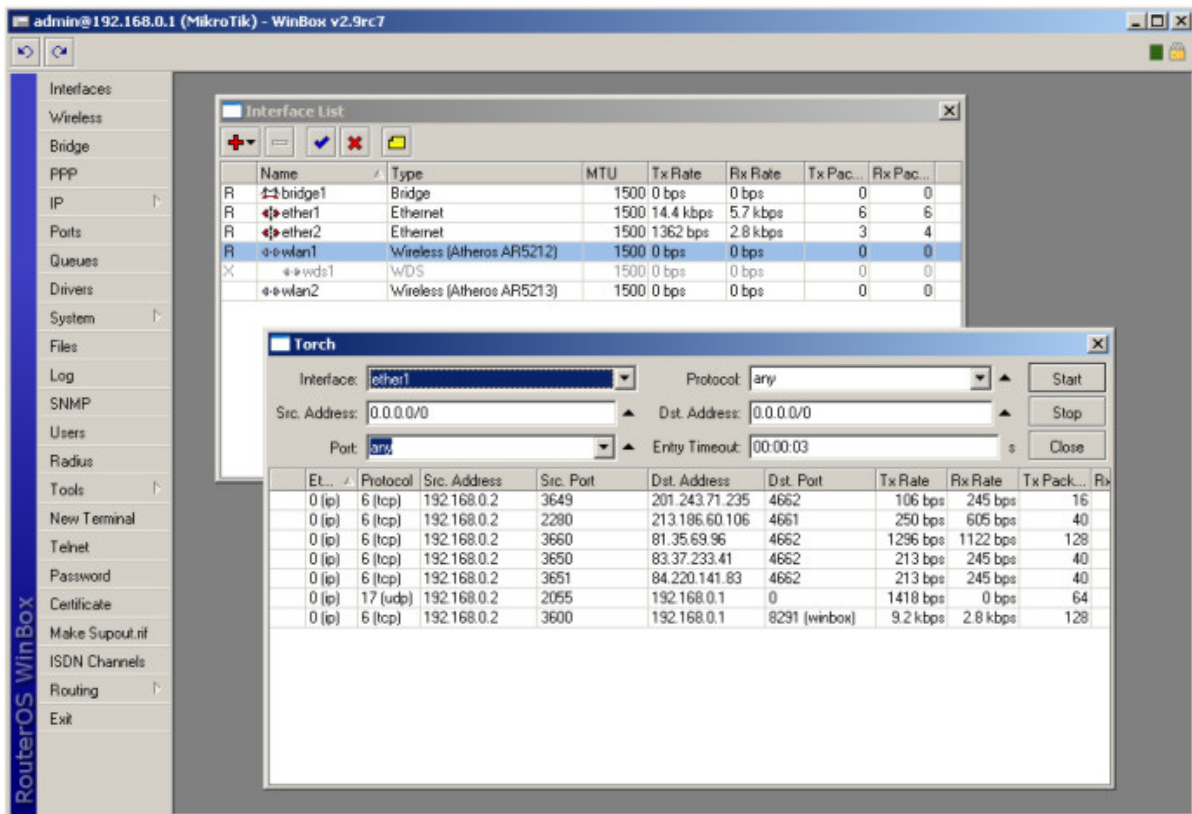 admin@192.168.0.1 (MikroTik) - WinBox v2.9rc7
Interfaces
Wireless
Bridge
PPP
IP
Ports
Queues
Drivers
System
Files
Log
SNMP
Users
Radius
Tools
New Terminal
Telnet
Password
Certificate
Make Supout.rif
ISDN Channels
Routing
Exit
RouterOS WinBox
Interface List
Name Type MTU Tx Rate Rx Rate Tx Pac... Rx Pac...
R bridge1 Bridge 1500 0 bps 0 bps 0 0
R ether1 Ethernet 1500 14.4 kbps 5.7 kbps 6 6
R ether2 Ethernet 1500 1362 bps 2.8 kbps 3 4
R wlan1 Wireless (Atheros AR5212) 1500 0 bps 0 bps 0 0
X wds1 WDS 1500 0 bps 0 bps 0 0
wlan2 Wireless (Atheros AR5213) 1500 0 bps 0 bps 0 0
Torch
Interface: ether1 Protocol: any Start
Src. Address: 0.0.0.0/0 Dst. Address: 0.0.0.0/0 Stop
Port: any Entry Timeout: 00:00:03 s Close
Et... Protocol Src. Address Src. Port Dst. Address Dst. Port Tx Rate Rx Rate Tx Pack... Rx
0 (ip) 6 (tcp) 192.168.0.2 3649 201.243.71.235 4662 106 bps 245 bps 16
0 (ip) 6 (tcp) 192.168.0.2 2280 213.186.60.106 4661 250 bps 605 bps 40
0 (ip) 6 (tcp) 192.168.0.2 3660 81.35.69.96 4662 1296 bps 1122 bps 128
0 (ip) 6 (tcp) 192.168.0.2 3650 83.37.233.41 4662 213 bps 245 bps 40
0 (ip) 6 (tcp) 192.168.0.2 3651 84.220.141.83 4662 213 bps 245 bps 40
0 (ip) 17 (udp) 192.168.0.2 2055 192.168.0.1 0 1418 bps 0 bps 64
0 (ip) 6 (tcp) 192.168.0.2 3600 192.168.0.1 8291 (winbox) 9.2 kbps 2.8 kbps 128